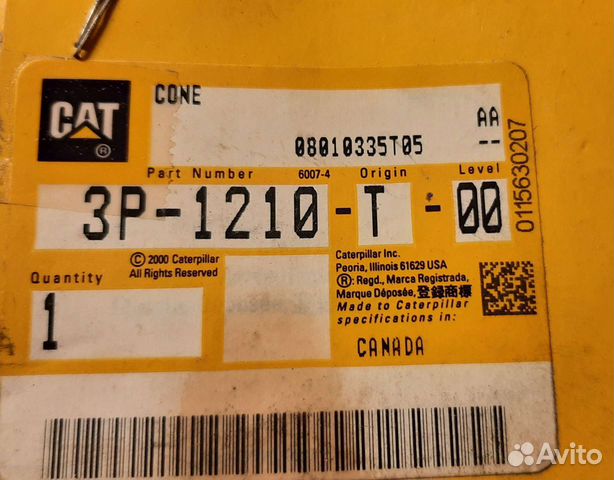 CAT ®
CONE
08010335T05
AA
--
Part Number 6007-4 Origin Level
3P-1210-T-00
0115630207
© 2000 Caterpillar
All Rights Reserved
Caterpillar Inc.
Peoria, Illinois 61629 USA
®: Regd., Marca Registrada,
Marque Déposée, 登録商標
Made to Caterpillar
specifications in:
CANADA
Quantity
1
Avito